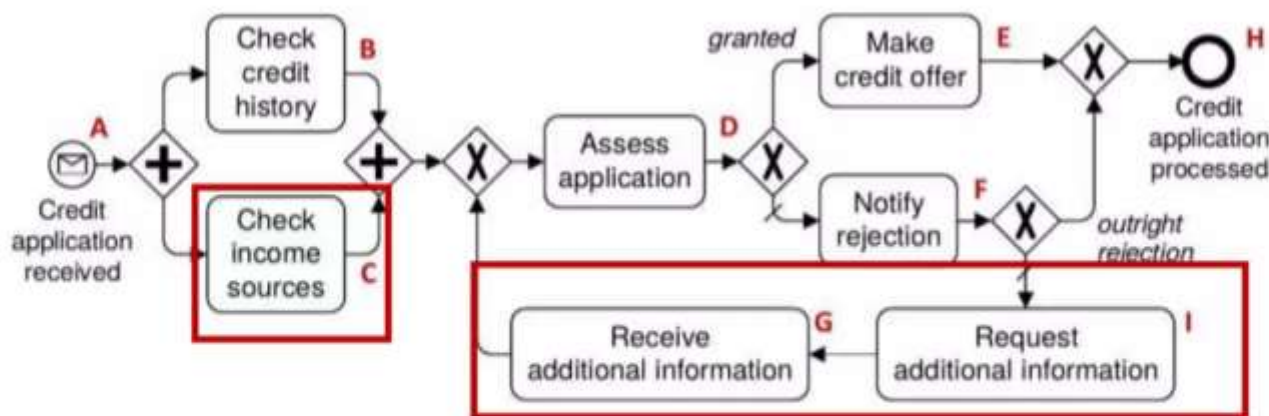 Check
credit
history
B
granted
Make
credit offer
E
H
Credit
application
processed
A
Credit
application
received
Assess
application
D
Check
income
sources
C
Notify
rejection
F
outright
rejection
Receive
additional information
G
Request
additional information
I